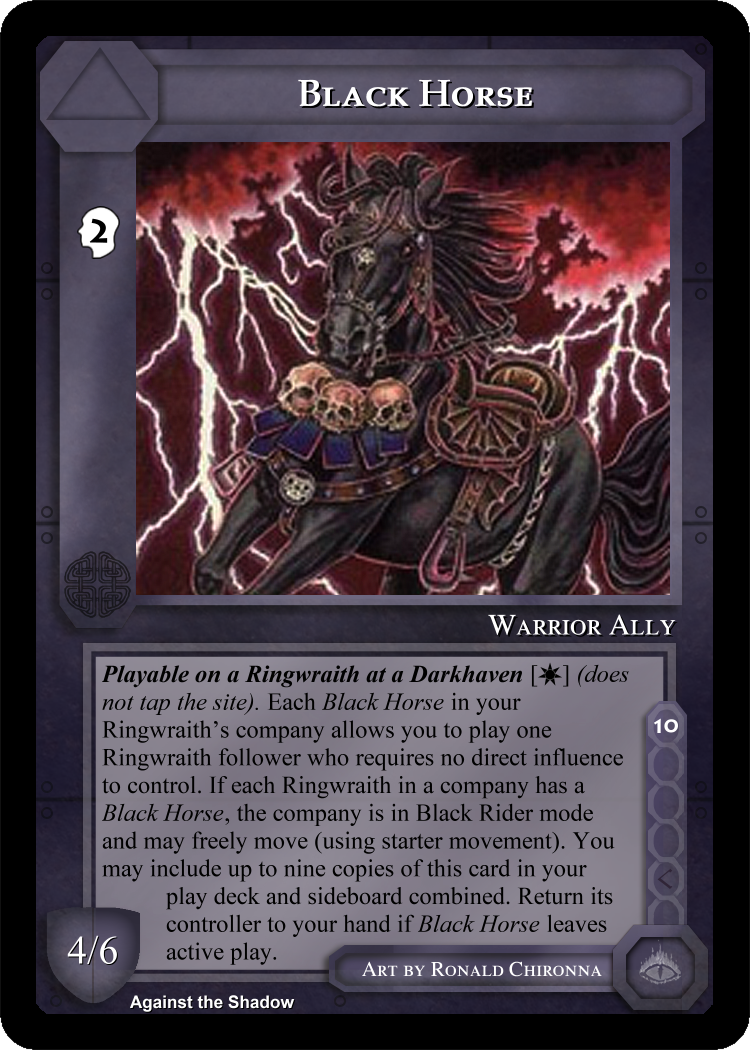 Black Horse
2
Warrior Ally
Playable on a Ringwraith at a Darkhaven [✷] (does
not tap the site). Each Black Horse in your
Ringwraith's company allows you to play one
Ringwraith follower who requires no direct influence
to control. If each Ringwraith in a company has a
Black Horse, the company is in Black Rider mode
and may freely move (using starter movement). You
may include up to nine copies of this card in your
play deck and sideboard combined. Return its
controller to your hand if Black Horse leaves
active play.
10
4/6
Art by Ronald Chironna
Against the Shadow